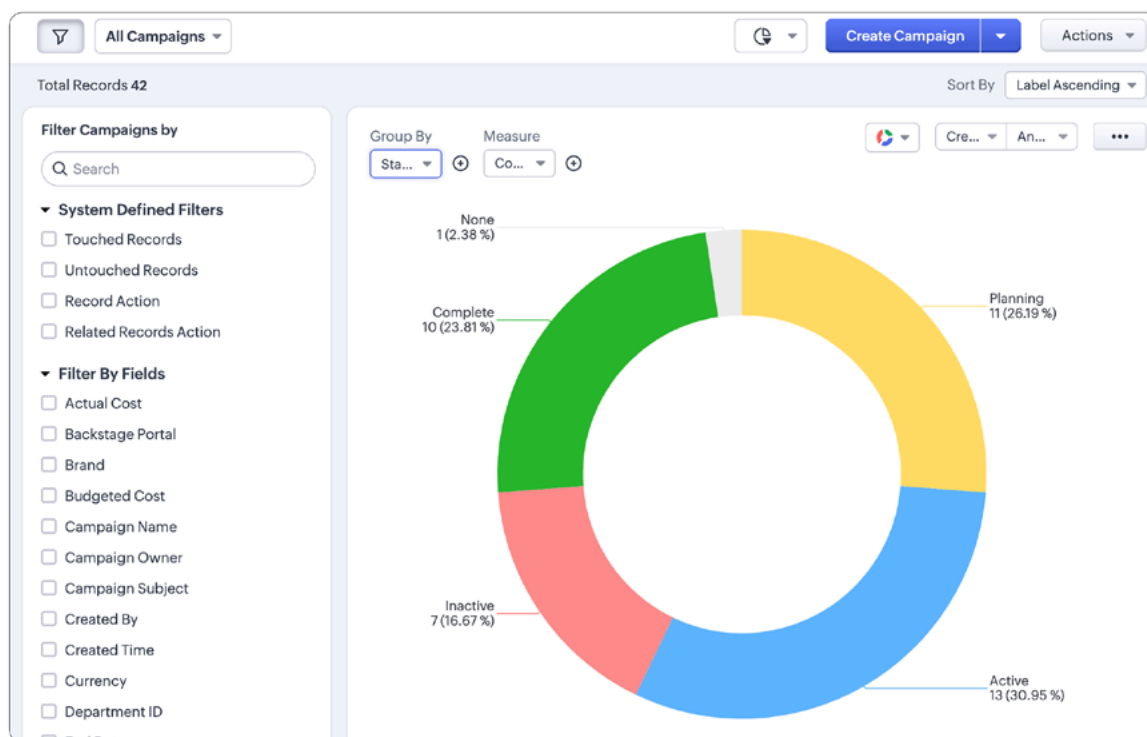 All Campaigns
Create Campaign
Actions
Total Records 42
Sort By
Label Ascending
Filter Campaigns by
Search
System Defined Filters
Touched Records
Untouched Records
Record Action
Related Records Action
Filter By Fields
Actual Cost
Backstage Portal
Brand
Budgeted Cost
Campaign Name
Campaign Owner
Campaign Subject
Created By
Created Time
Currency
Department ID
Group By
Measure
Sta...
Co...
Cre...
An...
None
1 (2.38 %)
Planning
11 (26.19 %)
Complete
10 (23.81 %)
Inactive
7 (16.67 %)
Active
13 (30.95 %)